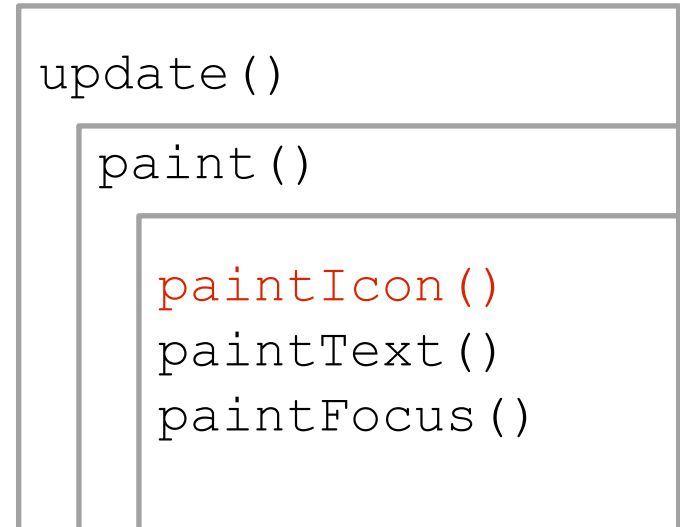 update()
paint()
paintIcon()
paintText()
paintFocus()